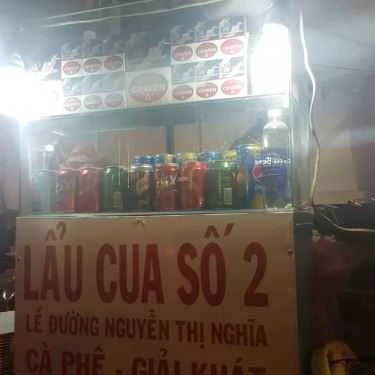 LẨU CUA SỐ 2
LỀ ĐƯỜNG NGUYỄN THỊ NGHĨA
CÀ PHÊ - GIẢI KHÁT